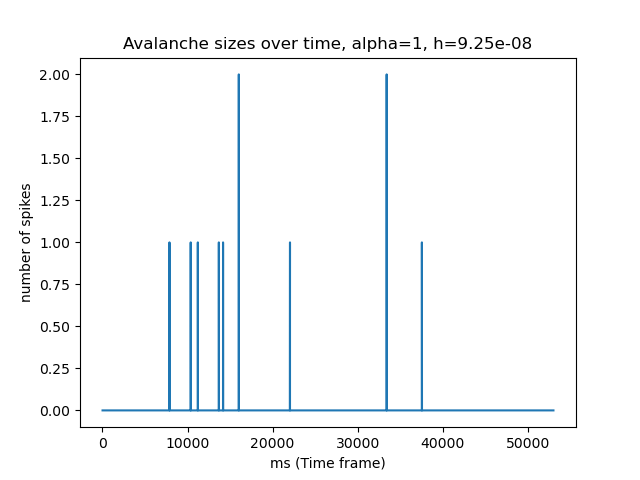 Avalanche sizes over time, alpha=1, h=9.25e-08
2.00
1.75
1.50
1.25
1.00
0.75
0.50
0.25
0.00
number of spikes
0 10000 20000 30000 40000 50000
ms (Time frame)